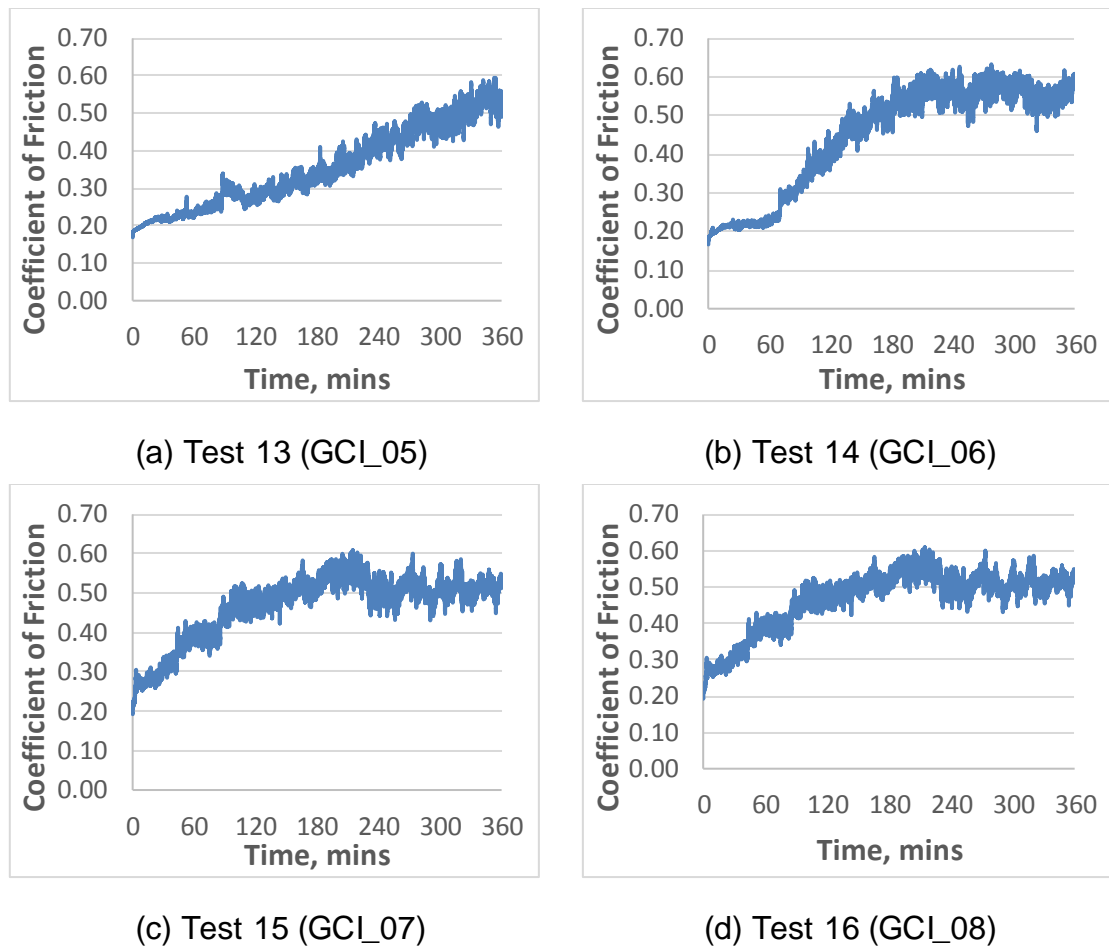 0.70
0.60
0.50
0.40
0.30
0.20
0.10
0.00
Coefficient of Friction
0 60 120 180 240 300 360
Time, mins
(a) Test 13 (GCI_05)
0.70
0.60
0.50
0.40
0.30
0.20
0.10
0.00
Coefficient of Friction
0 60 120 180 240 300 360
Time, mins
(b) Test 14 (GCI_06)
0.70
0.60
0.50
0.40
0.30
0.20
0.10
0.00
Coefficient of Friction
0 60 120 180 240 300 360
Time, mins
(c) Test 15 (GCI_07)
0.70
0.60
0.50
0.40
0.30
0.20
0.10
0.00
Coefficient of Friction
0 60 120 180 240 300 360
Time, mins
(d) Test 16 (GCI_08)